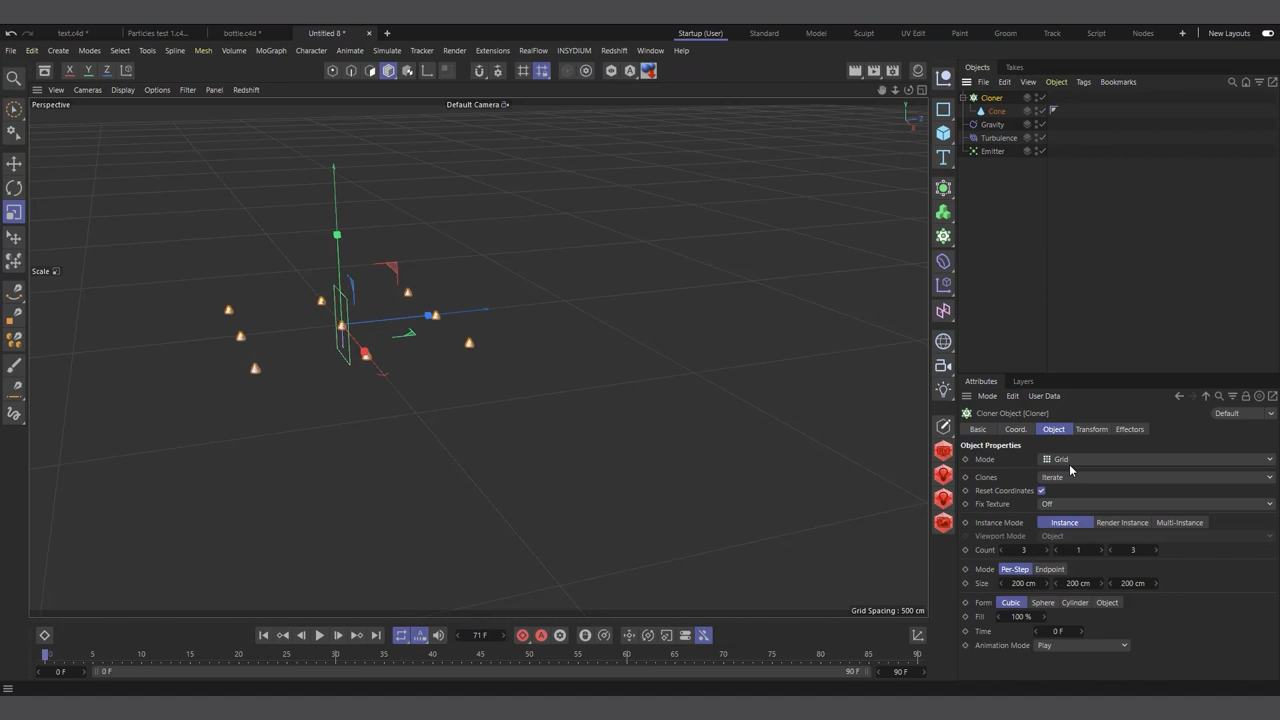 text.c4d *
Particles test 1.c4...
bottle.c4d *
Untitled 8 *
Startup (User)
Standard
Model
Sculpt
UV Edit
Paint
Groom
Track
Script
Nodes
New Layouts
File Edit Create Modes Select Tools Spline Mesh Volume MoGraph Character Animate Simulate Tracker Render Extensions RealFlow INSYDIUM Redshift Window Help
X Y Z
View Cameras Display Options Filter Panel Redshift
Perspective
Default Camera
Scale
Grid Spacing : 500 cm
Objects Takes
File Edit View Object Tags Bookmarks
Cloner
Cone
Gravity
Turbulence
Emitter
Attributes Layers
Mode Edit User Data
Cloner Object [Cloner]
Default
Basic Coord. Object Transform Effectors
Object Properties
Mode Grid
Clones Iterate
Reset Coordinates
Fix Texture Off
Instance Mode Instance Render Instance Multi-Instance
Viewport Mode Object
Count 3 1 3
Mode Per-Step Endpoint
Size 200 cm 200 cm 200 cm
Form Cubic Sphere Cylinder Object
Fill 100 %
Time 0 F
Animation Mode Play
71 F
0 5 10 15 20 25 30 35 40 45 50 55 60 65 70 75 80 85 90
0 F 0 F 90 F 90 F